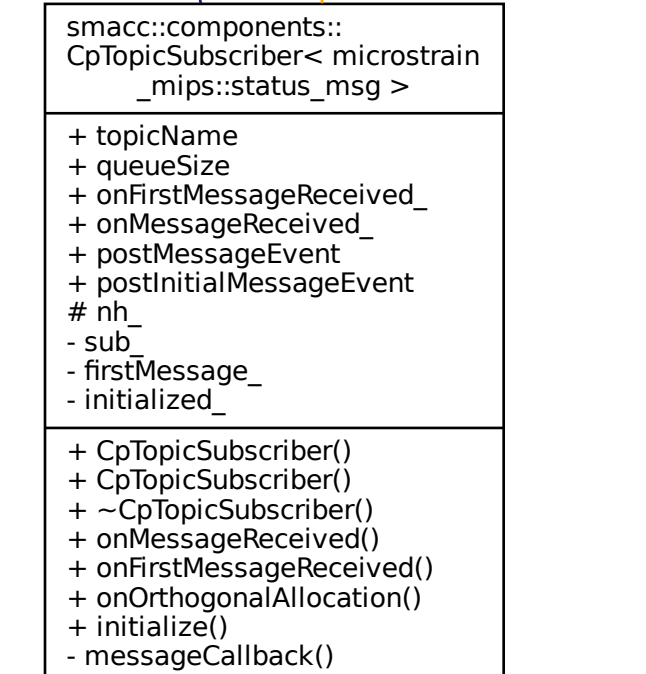 smacc::components::
CpTopicSubscriber< microstrain
_mips::status_msg >
+ topicName
+ queueSize
+ onFirstMessageReceived_
+ onMessageReceived_
+ postMessageEvent
+ postInitialMessageEvent
# nh_
- sub_
- firstMessage_
- initialized_
+ CpTopicSubscriber()
+ CpTopicSubscriber()
+ ~CpTopicSubscriber()
+ onMessageReceived()
+ onFirstMessageReceived()
+ onOrthogonalAllocation()
+ initialize()
- messageCallback()